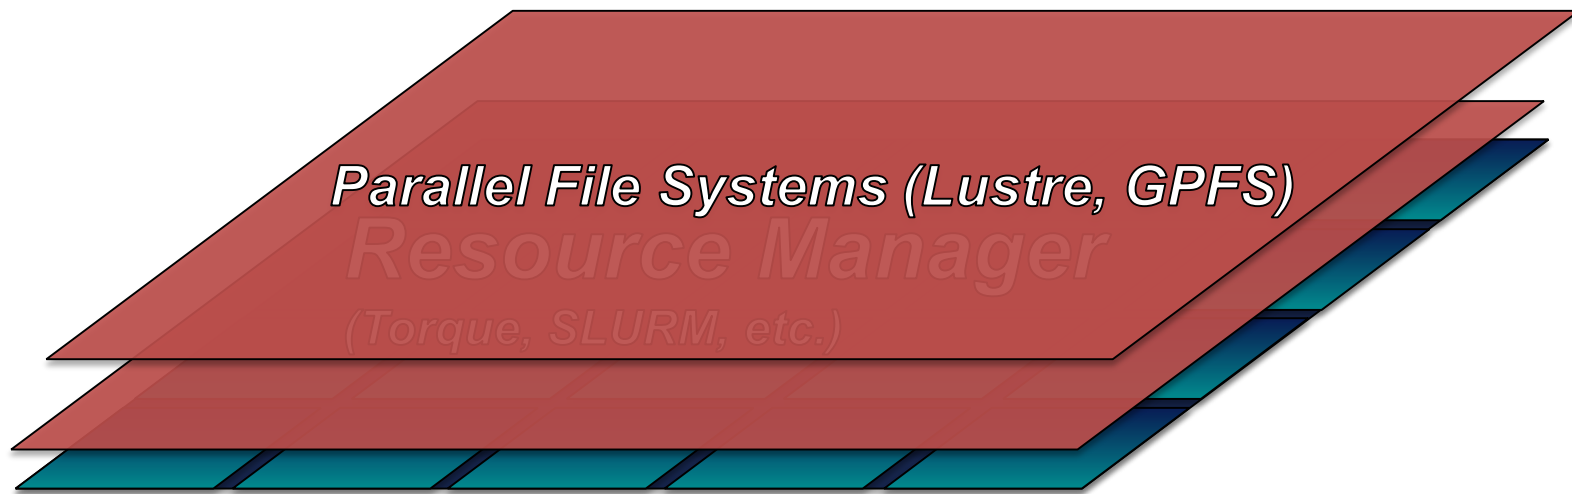 Parallel File Systems (Lustre, GPFS)
Resource Manager
(Torque, SLURM, etc.)